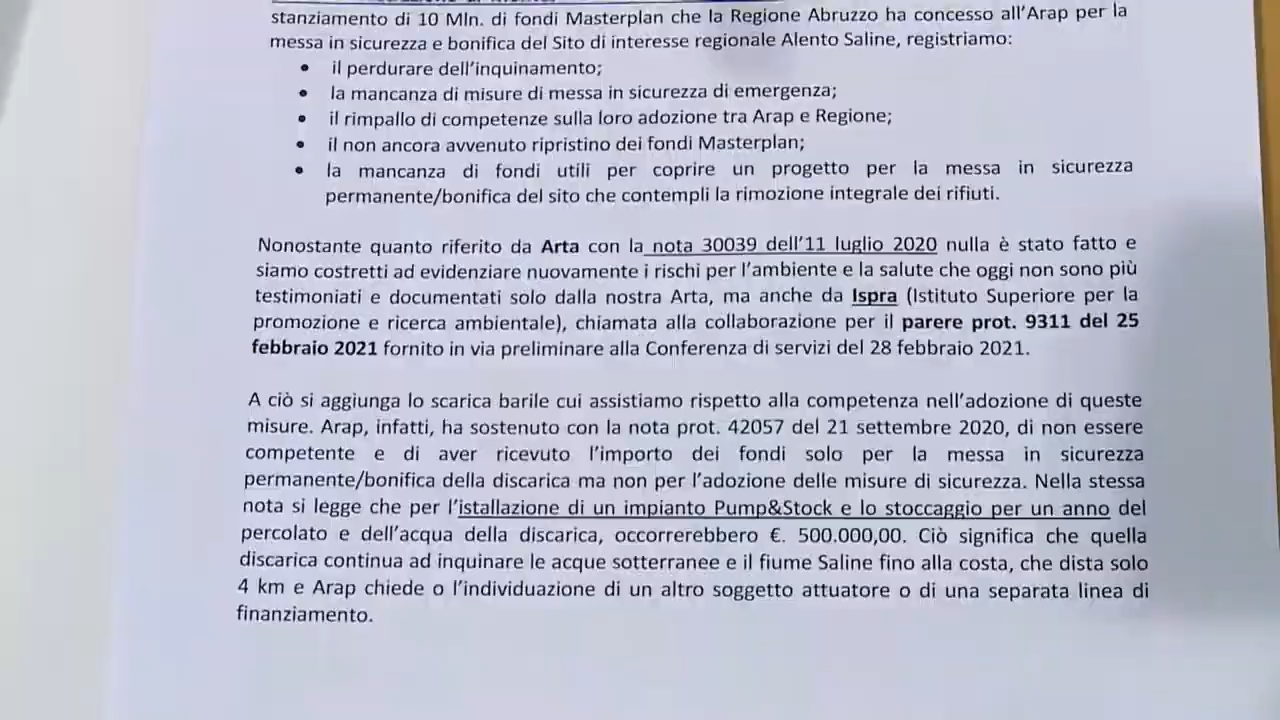 stanziamento di 10 Mln. di fondi Masterplan che la Regione Abruzzo ha concesso all'Arap per la
messa in sicurezza e bonifica del Sito di interesse regionale Alento Saline, registriamo:
• il perdurare dell'inquinamento;
• la mancanza di misure di messa in sicurezza di emergenza;
• il rimpallo di competenze sulla loro adozione tra Arap e Regione;
• il non ancora avvenuto ripristino dei fondi Masterplan;
• la mancanza di fondi utili per coprire un progetto per la messa in sicurezza
permanente/bonifica del sito che contempli la rimozione integrale dei rifiuti.
Nonostante quanto riferito da Arta con la nota 30039 dell'11 luglio 2020 nulla è stato fatto e
siamo costretti ad evidenziare nuovamente i rischi per l'ambiente e la salute che oggi non sono più
testimoniati e documentati solo dalla nostra Arta, ma anche da Ispra (Istituto Superiore per la
promozione e ricerca ambientale), chiamata alla collaborazione per il parere prot. 9311 del 25
febbraio 2021 fornito in via preliminare alla Conferenza di servizi del 28 febbraio 2021.
A ciò si aggiunga lo scarica barile cui assistiamo rispetto alla competenza nell'adozione di queste
misure. Arap, infatti, ha sostenuto con la nota prot. 42057 del 21 settembre 2020, di non essere
competente e di aver ricevuto l'importo dei fondi solo per la messa in sicurezza
permanente/bonifica della discarica ma non per l'adozione delle misure di sicurezza. Nella stessa
nota si legge che per l'istallazione di un impianto Pump&Stock e lo stoccaggio per un anno del
percolato e dell'acqua della discarica, occorrerebbero €. 500.000,00. Ciò significa che quella
discarica continua ad inquinare le acque sotterranee e il fiume Saline fino alla costa, che dista solo
4 km e Arap chiede o l'individuazione di un altro soggetto attuatore o di una separata linea di
finanziamento.